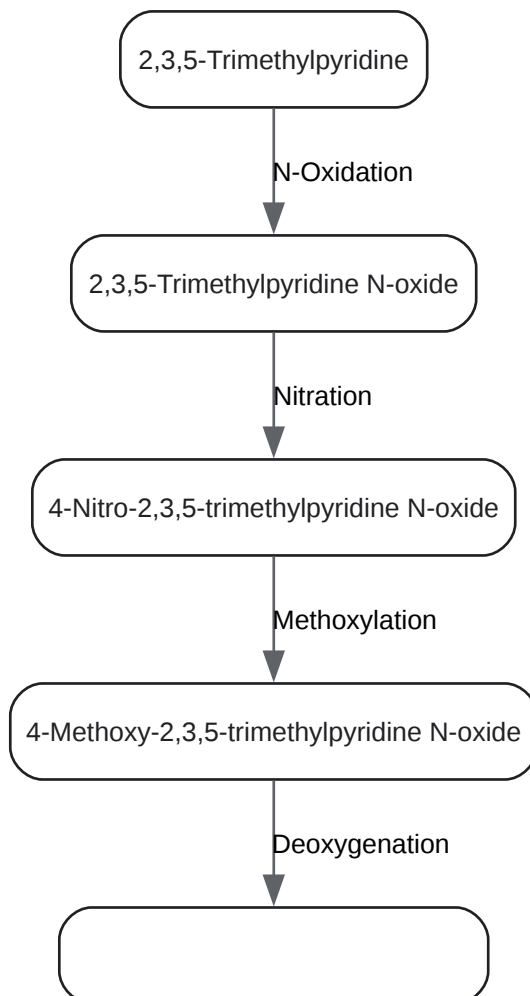 2,3,5-Trimethylpyridine
N-Oxidation
2,3,5-Trimethylpyridine N-oxide
Nitration
4-Nitro-2,3,5-trimethylpyridine N-oxide
Methoxylation
4-Methoxy-2,3,5-trimethylpyridine N-oxide
Deoxygenation